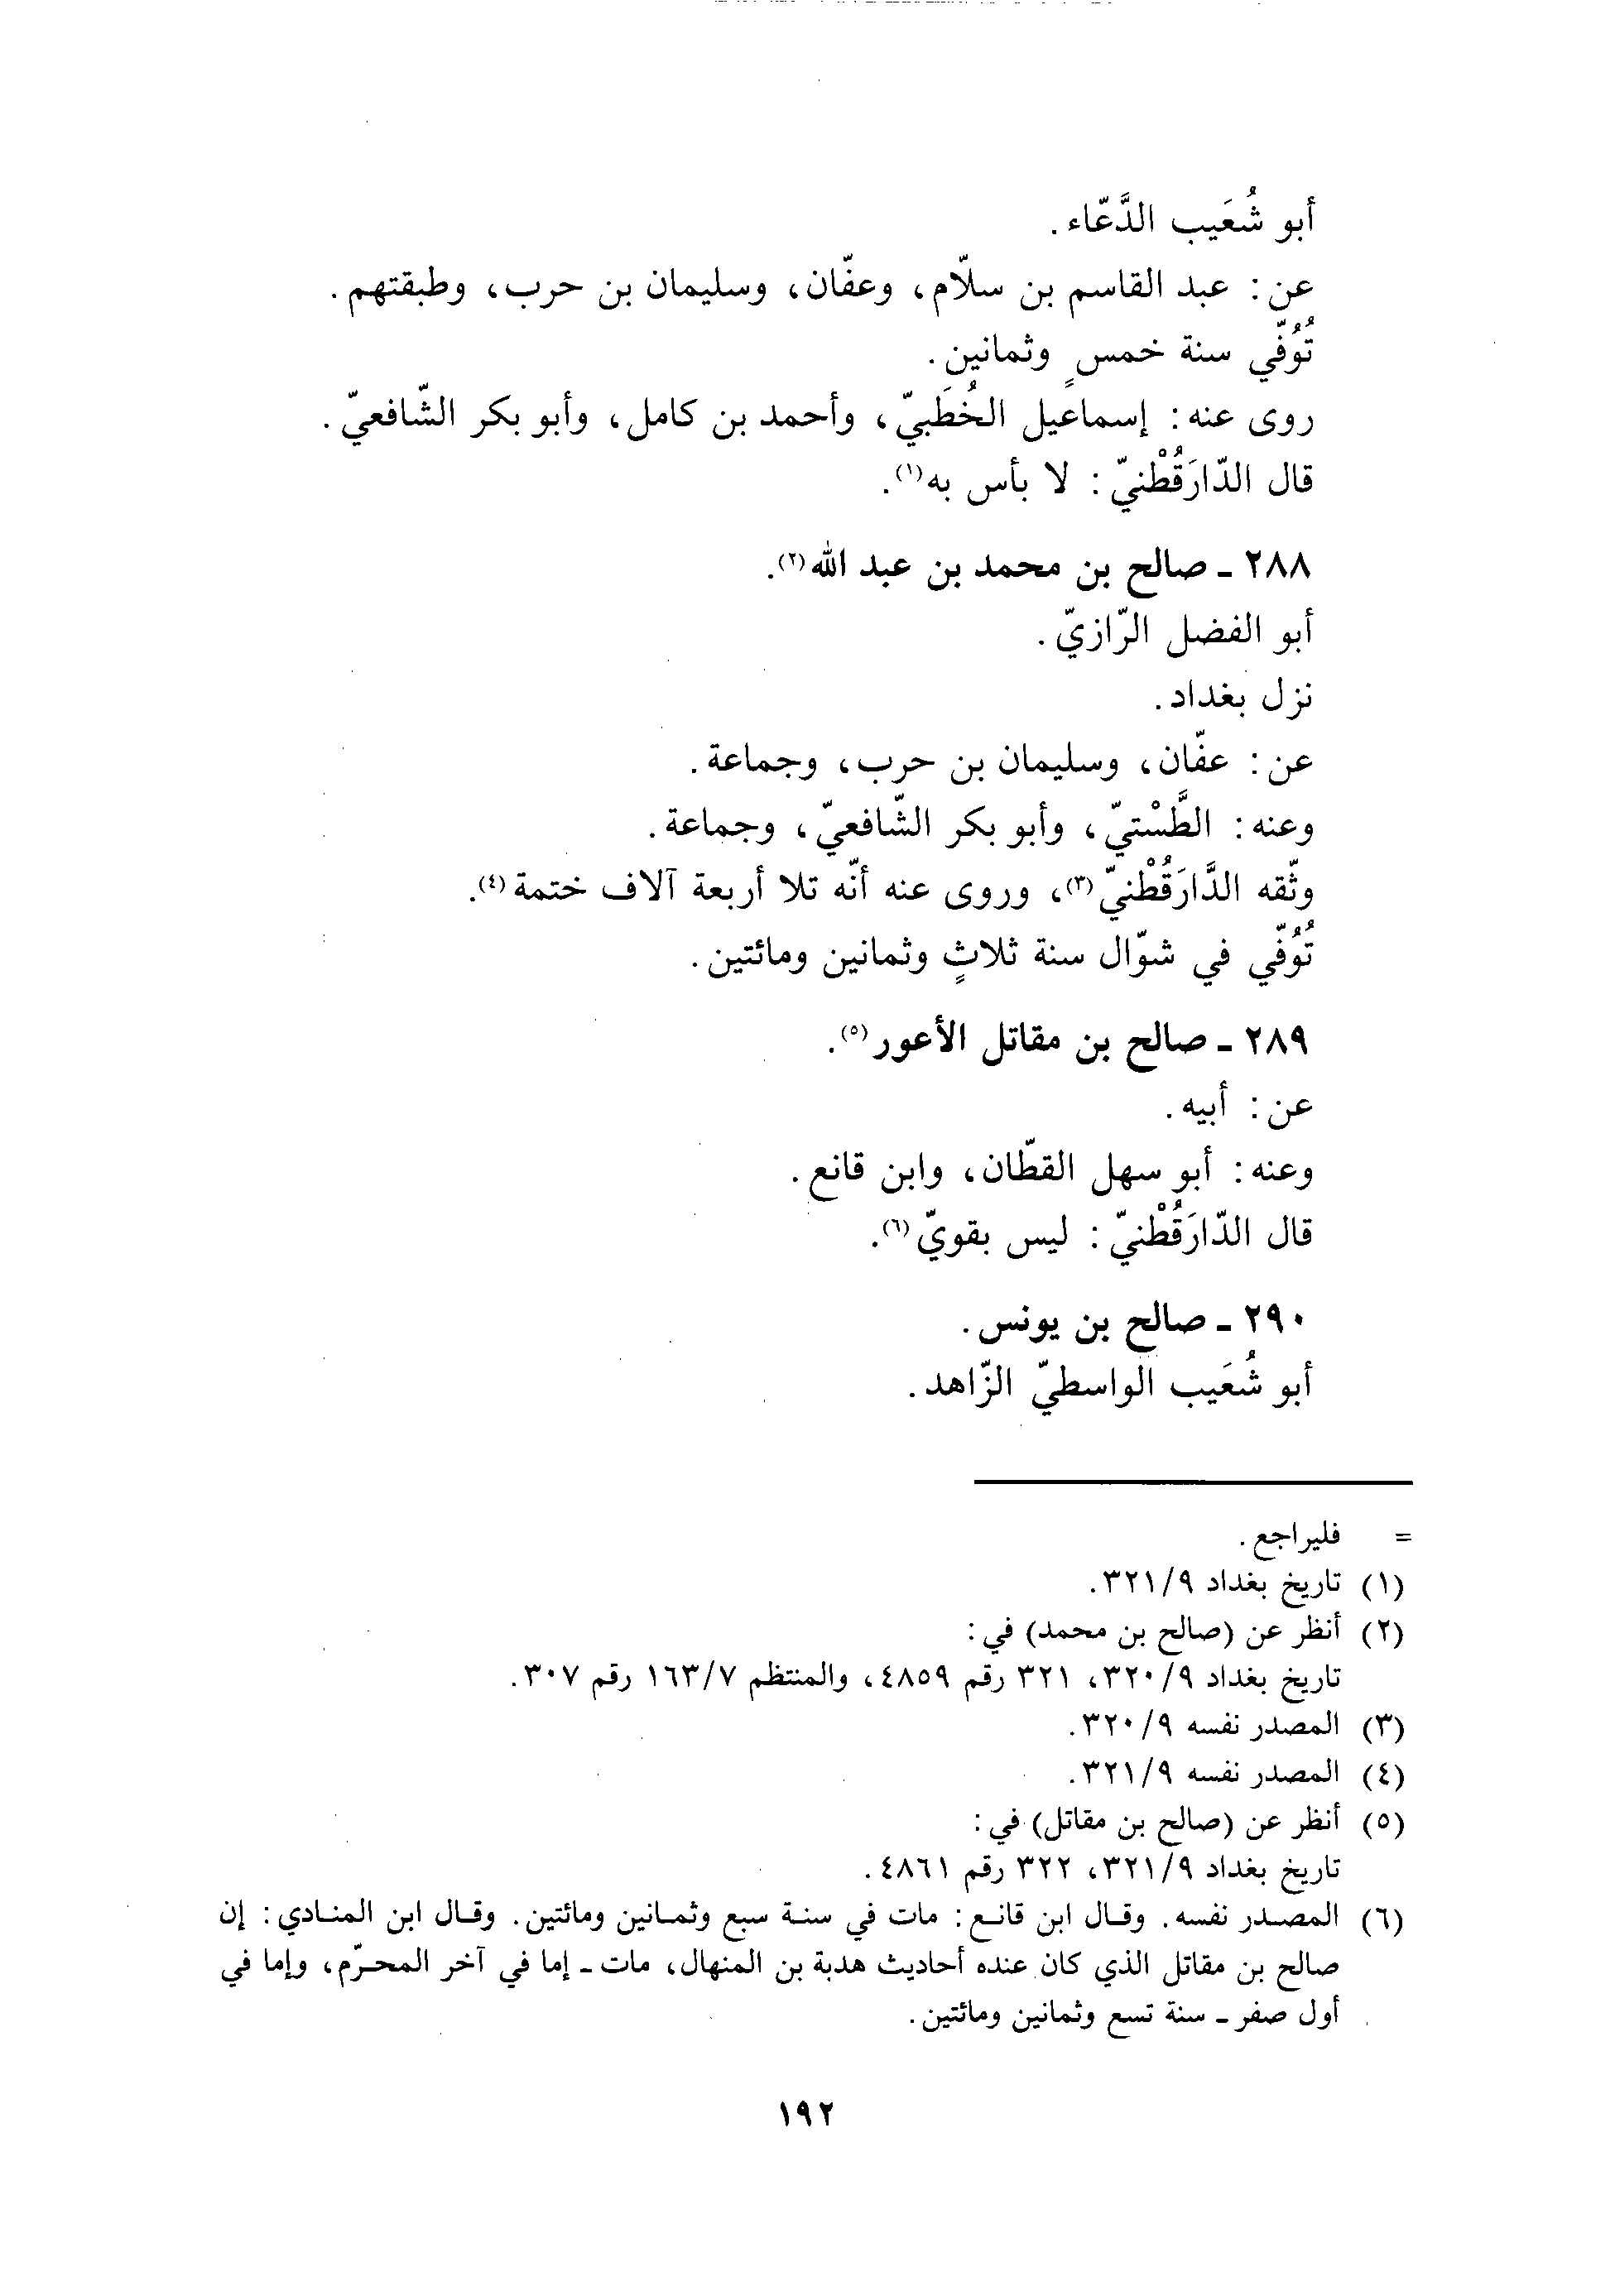 أبو شُعَيب الدَّعّاء.
عن: عبد القاسم بن سلّام، وعفّان، وسليمان بن حرب، وطبقتهم.
تُوُفّي سنة خمسٍ وثمانين.
روى عنه: إسماعيل الخُطَبيّ، وأحمد بن كامل، وأبو بكر الشّافعيّ.
قال الدّارَقُطْنيّ: لا بأس به(١).
٢٨٨ ـ صالح بن محمد بن عبد الله(٢).
أبو الفضل الرّازيّ.
نزل بغداد.
عن: عفّان، وسليمان بن حرب، وجماعة.
وعنه: الطَّسْتيّ، وأبو بكر الشّافعيّ، وجماعة.
وثّقه الدَّارَقُطْنيّ(٣)، وروى عنه أنّه تلا أربعة آلاف ختمة(٤).
تُوُفّي في شوّال سنة ثلاثٍ وثمانين ومائتين.
٢٨٩ ـ صالح بن مقاتل الأعور(٥).
عن: أبيه.
وعنه: أبو سهل القطّان، وابن قانع.
قال الدّارَقُطْنيّ: ليس بقويّ(٦).
٢٩٠ ـ صالح بن يونس.
أبو شُعَيب الواسطيّ الزّاهد.
= فليراجع.
(١) تاريخ بغداد ٣٢١/٩.
(٢) أنظر عن (صالح بن محمد) في:
تاريخ بغداد ٣٢٠/٩، ٣٢١ رقم ٤٨٥٩، والمنتظم ١٦٣/٧ رقم ٣٠٧.
(٣) المصدر نفسه ٣٢٠/٩.
(٤) المصدر نفسه ٣٢١/٩.
(٥) أنظر عن (صالح بن مقاتل) في:
تاريخ بغداد ٣٢١/٩، ٣٢٢ رقم ٤٨٦١.
(٦) المصدر نفسه. وقال ابن قانع: مات في سنة سبع وثمانين ومائتين. وقال ابن المنادي: إن
صالح بن مقاتل الذي كان عنده أحاديث هدبة بن المنهال، مات ـ إما في آخر المحرّم، وإما في
أول صفر ـ سنة تسع وثمانين ومائتين.
١٩٢